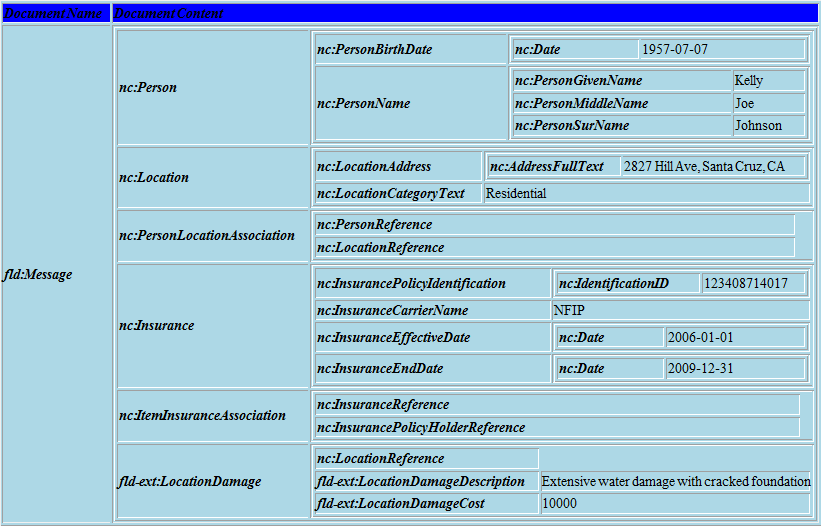 DocumentName DocumentContent
nc:PersonBirthDate nc:Date 1957-07-07
nc:Person
nc:PersonName
nc:PersonGivenName Kelly
nc:PersonMiddleName Joe
nc:PersonSurName Johnson
nc:Location
nc:LocationAddress nc:AddressFullText 2827 Hill Ave, Santa Cruz, CA
nc:LocationCategoryText Residential
nc:PersonLocationAssociation
nc:PersonReference
nc:LocationReference
fld:Message
nc:Insurance
nc:InsurancePolicyIdentification nc:IdentificationID 123408714017
nc:InsuranceCarrierName NFIP
nc:InsuranceEffectiveDate nc:Date 2006-01-01
nc:InsuranceEndDate nc:Date 2009-12-31
nc:ItemInsuranceAssociation
nc:InsuranceReference
nc:InsurancePolicyHolderReference
fld-ext:LocationDamage
nc:LocationReference
fld-ext:LocationDamageDescription Extensive water damage with cracked foundation
fld-ext:LocationDamageCost 10000